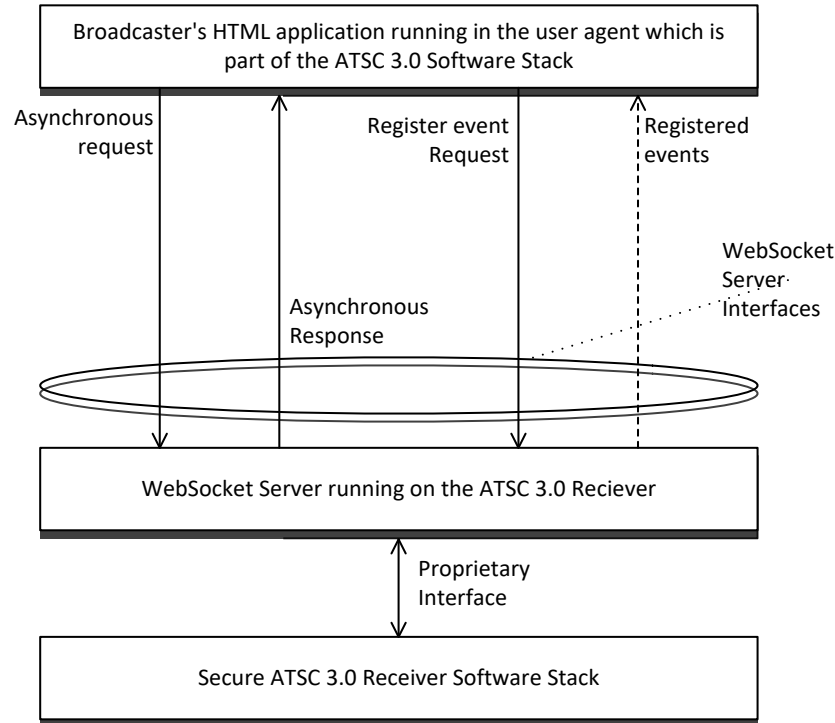 Broadcaster's HTML application running in the user agent which is
part of the ATSC 3.0 Software Stack
Asynchronous
request
Register event
Request
Registered
events
WebSocket
Server
Interfaces
Asynchronous
Response
WebSocket Server running on the ATSC 3.0 Reciever
Proprietary
Interface
Secure ATSC 3.0 Receiver Software Stack